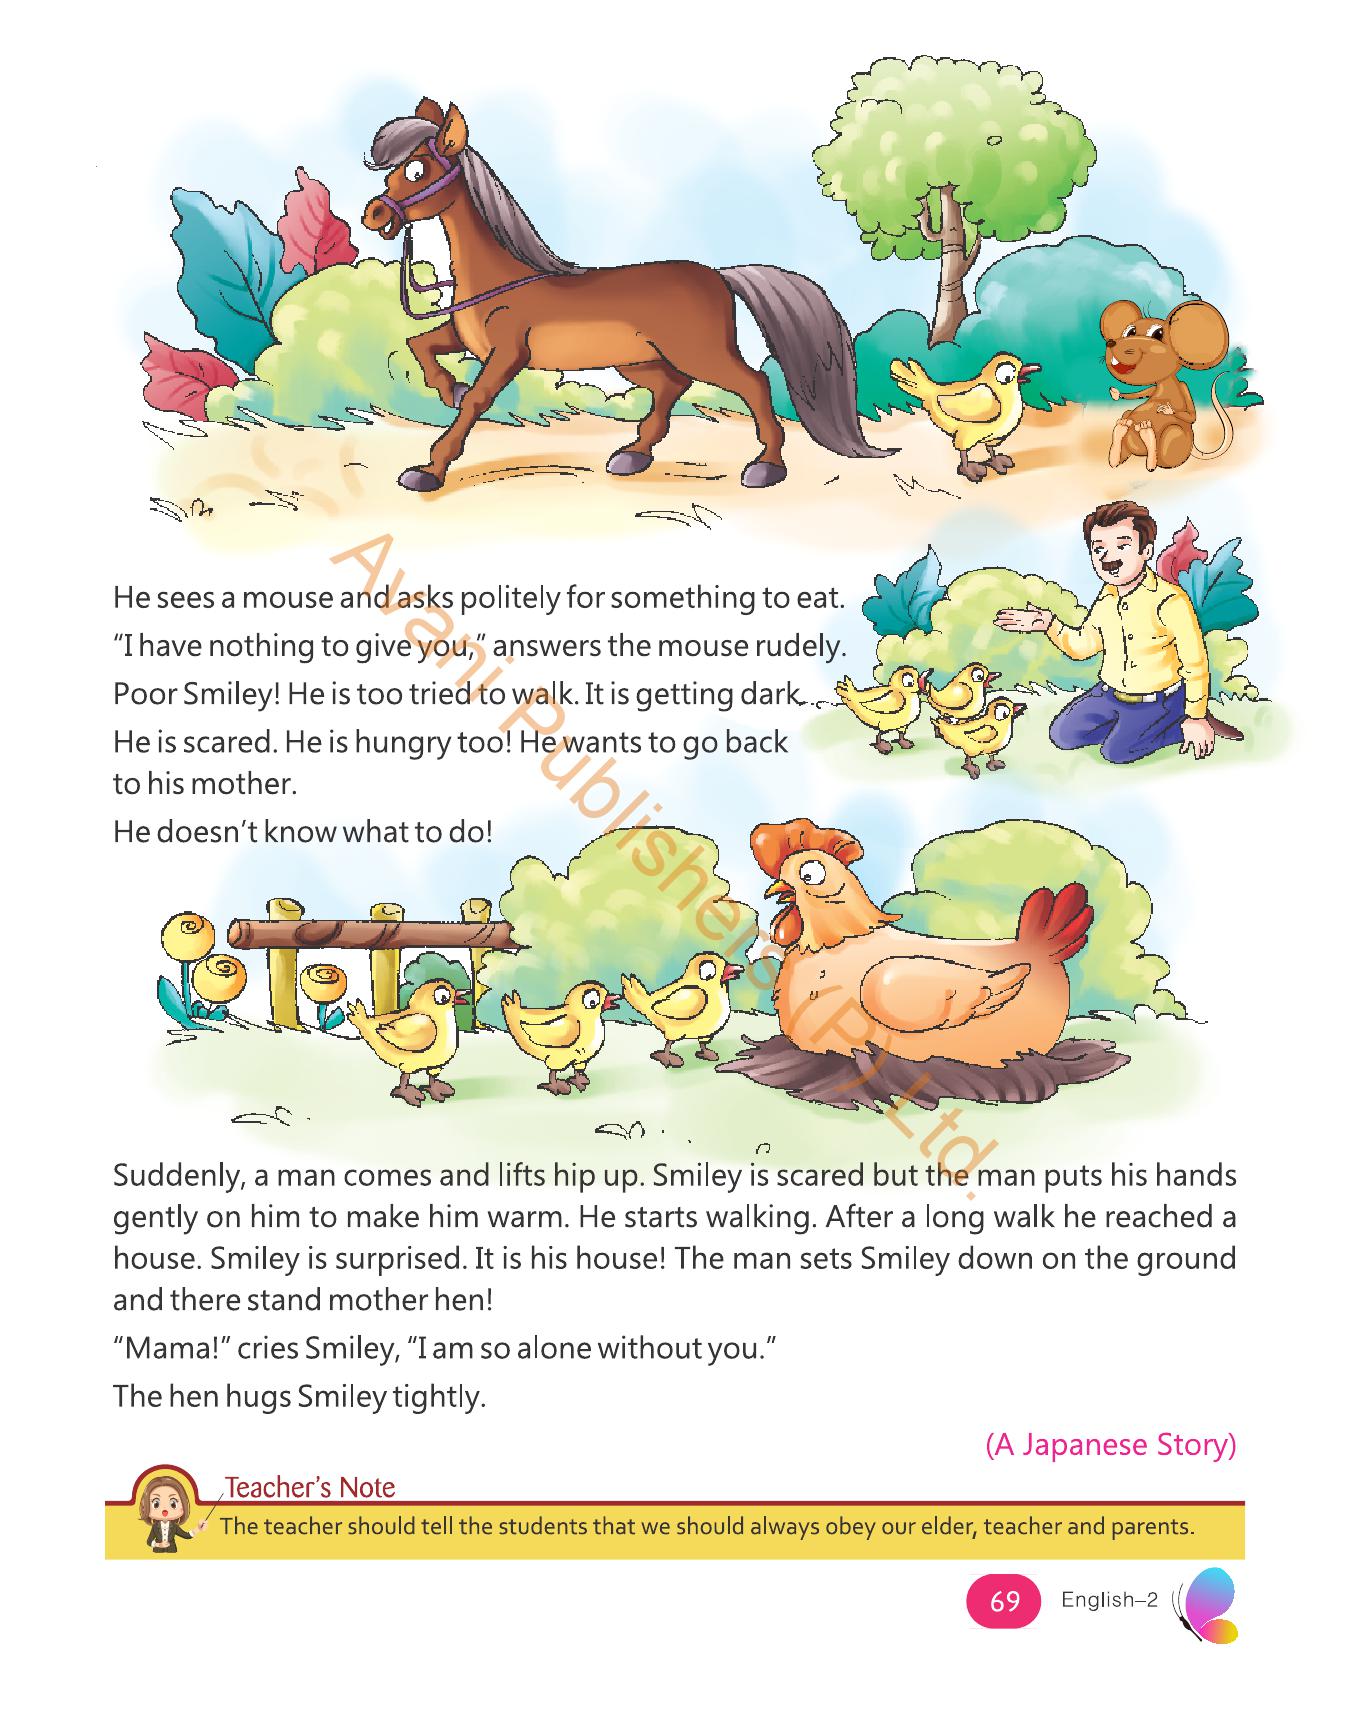 He sees a mouse and asks politely for something to eat.
“I have nothing to give you,” answers the mouse rudely.
Poor Smiley! He is too tried to walk. It is getting dark.
He is scared. He is hungry too! He wants to go back
to his mother.
He doesn’t know what to do!
Avani Publishers (P) Ltd.
Suddenly, a man comes and lifts hip up. Smiley is scared but the man puts his hands
gently on him to make him warm. He starts walking. After a long walk he reached a
house. Smiley is surprised. It is his house! The man sets Smiley down on the ground
and there stand mother hen!
“Mama!” cries Smiley, “I am so alone without you.”
The hen hugs Smiley tightly.
(A Japanese Story)
Teacher’s Note
The teacher should tell the students that we should always obey our elder, teacher and parents.
69 English–2